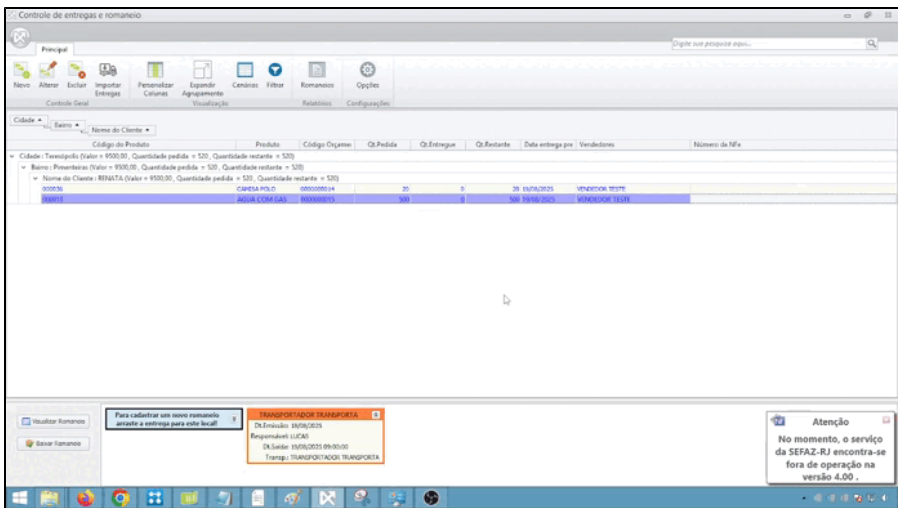 Controle de entregas e romaneio
Principal
Digite sua pesquisa aqui...
Novo Alterar Excluir Importar Entregas Personalizar Colunas Expandir Agrupamento Cenários Filtrar Romaneios Opções
Controle Geral Visualização Relatórios Configurações
Cidade
Bairro
Nome do Cliente
Código do Produto Produto Código Orçamen Qt.Pedida Qt.Entregue Qt.Restante Data entrega pre Vendedores Número da NFe
Cidade : Teresópolis (Valor = 9500,00 , Quantidade pedida = 520 , Quantidade restante = 520)
Bairro : Pimenteiras (Valor = 9500,00 , Quantidade pedida = 520 , Quantidade restante = 520)
Nome do Cliente : RENATA (Valor = 9500,00 , Quantidade pedida = 520 , Quantidade restante = 520)
000036 CAMISA POLO 0000000014 20 0 20 19/08/2025 VENDEDOR TESTE
000018 AGUA COM GAS 0000000015 500 0 500 19/08/2025 VENDEDOR TESTE
Visualizar Romaneio
Baixar Romaneio
Para cadastrar um novo romaneio
arraste a entrega para este local!
TRANSPORTADOR TRANSPORTA
Dt.Emissão: 19/08/2025
Responsável: LUCAS
Dt.Saída: 19/08/2025 09:00:00
Transp.: TRANSPORTADOR TRANSPORTA
Atenção
No momento, o serviço
da SEFAZ-RJ encontra-se
fora de operação na
versão 4.00 .